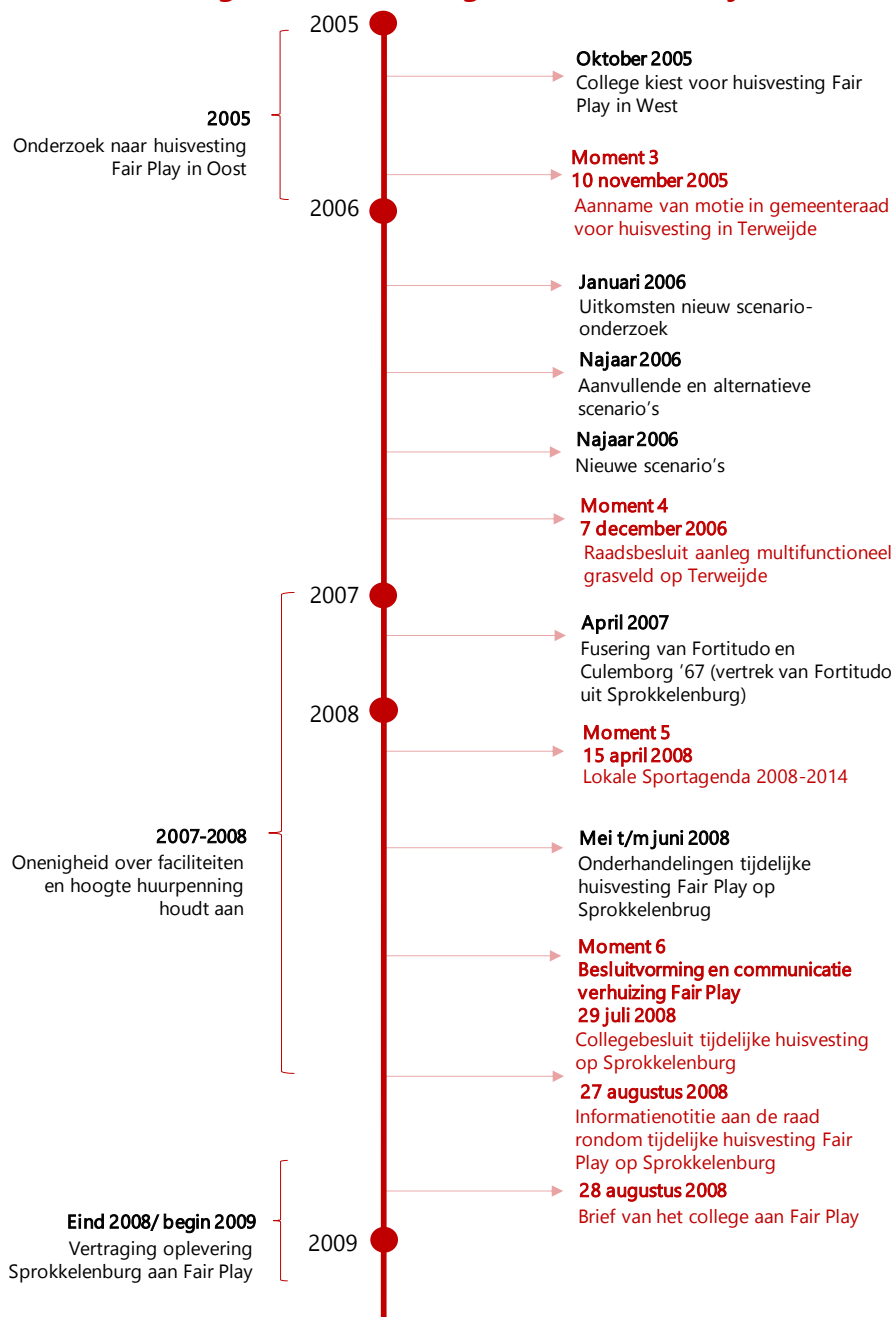 2005
Oktober 2005
College kiest voor huisvesting Fair
Play in West
2005
Onderzoek naar huisvesting
Fair Play in Oost
Moment 3
10 november 2005
Aanname van motie in gemeenteraad
voor huisvesting in Terweijde
2006
Januari 2006
Uitkomsten nieuw scenario-
onderzoek
Najaar 2006
Aanvullende en alternatieve
scenario's
Najaar 2006
Nieuwe scenario's
Moment 4
7 december 2006
Raadsbesluit aanleg multifunctioneel
grasveld op Terweijde
2007
April 2007
Fusering van Fortitudo en
Culemborg '67 (vertrek van Fortitudo
uit Sprokkelenburg)
2008
Moment 5
15 april 2008
Lokale Sportagenda 2008-2014
2007-2008
Onenigheid over faciliteiten
en hoogte huurpenning
houdt aan
Mei t/m juni 2008
Onderhandelingen tijdelijke
huisvesting Fair Play op
Sprokkelenbrug
Moment 6
Besluitvorming en communicatie
verhuizing Fair Play
29 juli 2008
Collegebesluit tijdelijke huisvesting
op Sprokkelenburg
27 augustus 2008
Informatienotitie aan de raad
rondom tijdelijke huisvesting Fair
Play op Sprokkelenburg
28 augustus 2008
Brief van het college aan Fair Play
Eind 2008/ begin 2009
Vertraging oplevering
Sprokkelenburg aan Fair Play
2009